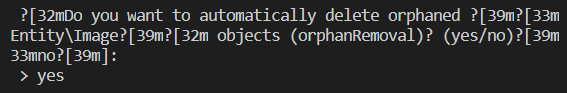 ?[32mDo you want to automatically delete orphaned ?[39m?[33m
Entity\Image?[39m?[32m objects (orphanRemoval)? (yes/no)?[39m
33mno?[39m]:
> yes